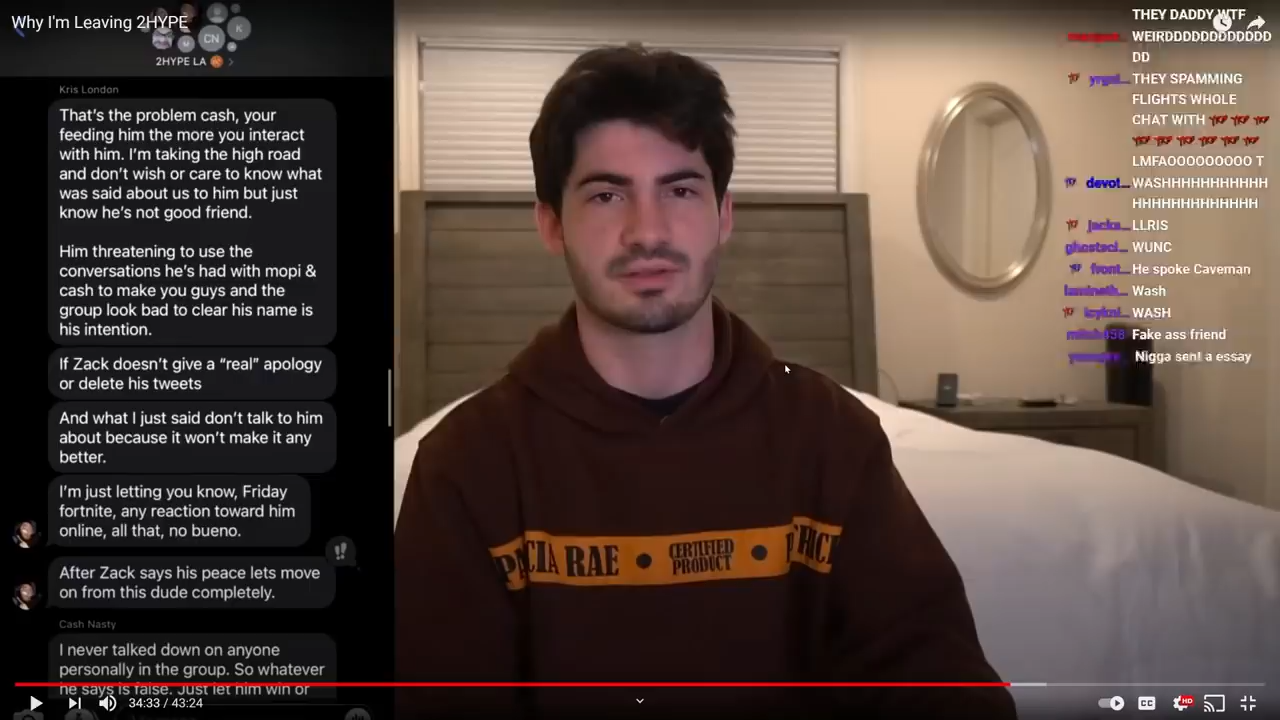 Why I'm Leaving 2HYPE
K
M
CN
2HYPE LA
Kris London
That's the problem cash, your
feeding him the more you interact
with him. I'm taking the high road
and don't wish or care to know what
was said about us to him but just
know he's not good friend.
Him threatening to use the
conversations he's had with mopi &
cash to make you guys and the
group look bad to clear his name is
his intention.
If Zack doesn't give a "real" apology
or delete his tweets
And what I just said don't talk to him
about because it won't make it any
better.
I'm just letting you know, Friday
fortnite, any reaction toward him
online, all that, no bueno.
After Zack says his peace lets move
on from this dude completely.
Cash Nasty
I never talked down on anyone
personally in the group. So whatever
he says is false. Just let him win or
CIA RAE
CERTIFIED
PRODUCT
THEY DADDY WTF
WEIRDDDDDDDDDDDD
DD
THEY SPAMMING
FLIGHTS WHOLE
CHAT WITH
LMFAOOOOOOOOO T
devot... WASHHHHHHHHHHH
HHHHHHHHHHHHH
LLRIS
WUNC
front... He spoke Caveman
Wash
WASH
Fake ass friend
Nigga sent a essay
34:33 / 43:24
CC
HD